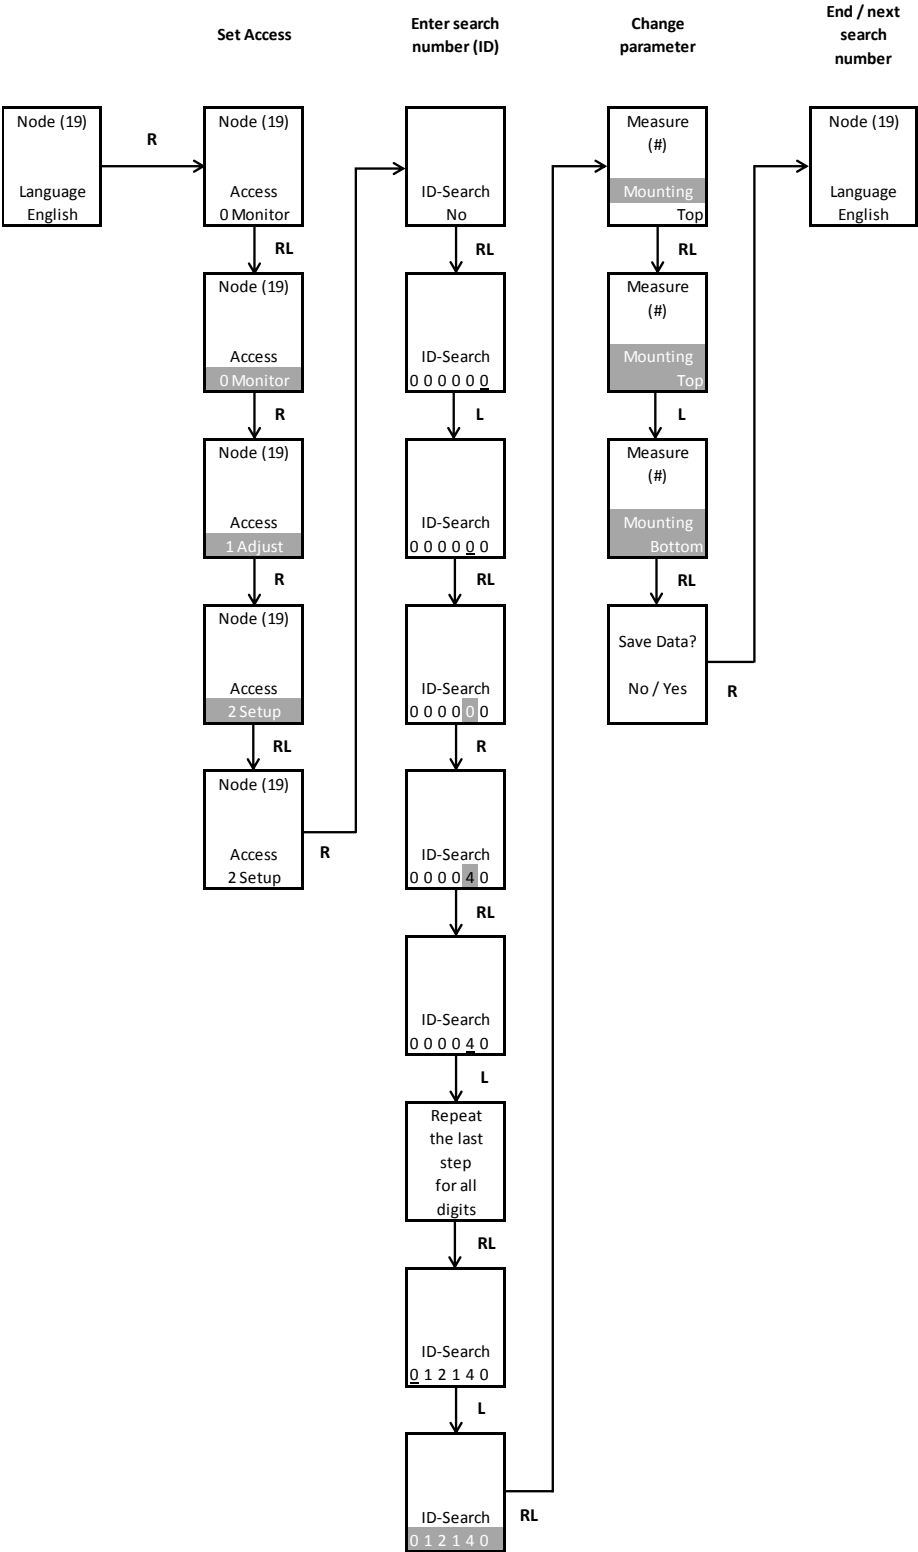 Set Access
Enter search
number (ID)
Change
parameter
End / next
search
number
Node (19)
Language
English
R
Node (19)
Access
0 Monitor
RL
Node (19)
Access
0 Monitor
R
Node (19)
Access
1 Adjust
R
Node (19)
Access
2 Setup
RL
Node (19)
Access
2 Setup
R
ID-Search
No
RL
ID-Search
0 0 0 0 0 0
L
ID-Search
0 0 0 0 0 0
RL
ID-Search
0 0 0 0 0 0
R
ID-Search
0 0 0 0 4 0
RL
ID-Search
0 0 0 0 4 0
L
Repeat
the last
step
for all
digits
RL
ID-Search
0 1 2 1 4 0
L
ID-Search
0 1 2 1 4 0
RL
Measure
(#)
Mounting
Top
RL
Measure
(#)
Mounting
Top
L
Measure
(#)
Mounting
Bottom
RL
Save Data?
No / Yes
R
Node (19)
Language
English